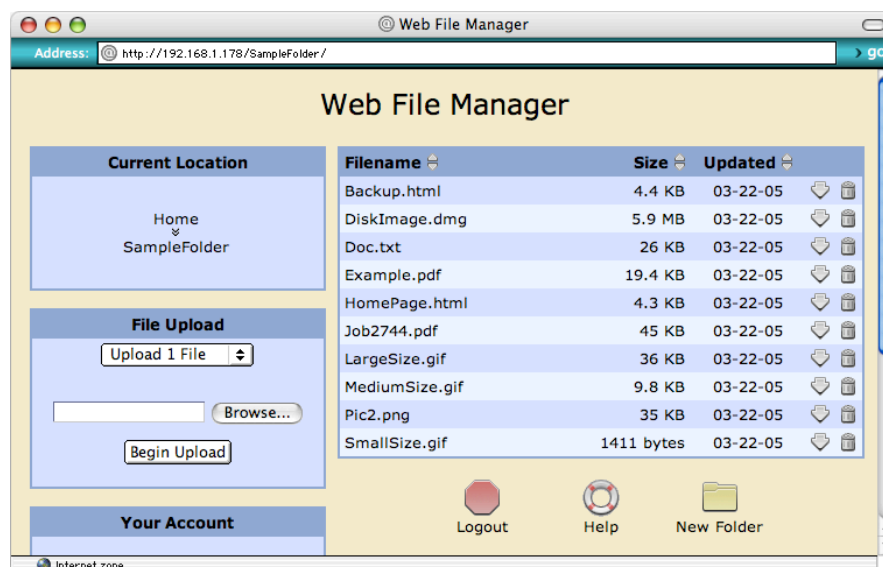 Web File Manager
Address: http://192.168.1.178/SampleFolder/
Web File Manager
Current Location
Home
SampleFolder
File Upload
Upload 1 File
Browse...
Begin Upload
Your Account
Filename Size Updated
Backup.html 4.4 KB 03-22-05
DiskImage.dmg 5.9 MB 03-22-05
Doc.txt 26 KB 03-22-05
Example.pdf 19.4 KB 03-22-05
HomePage.html 4.3 KB 03-22-05
Job2744.pdf 45 KB 03-22-05
LargeSize.gif 36 KB 03-22-05
MediumSize.gif 9.8 KB 03-22-05
Pic2.png 35 KB 03-22-05
SmallSize.gif 1411 bytes 03-22-05
Logout Help New Folder
Internet zone